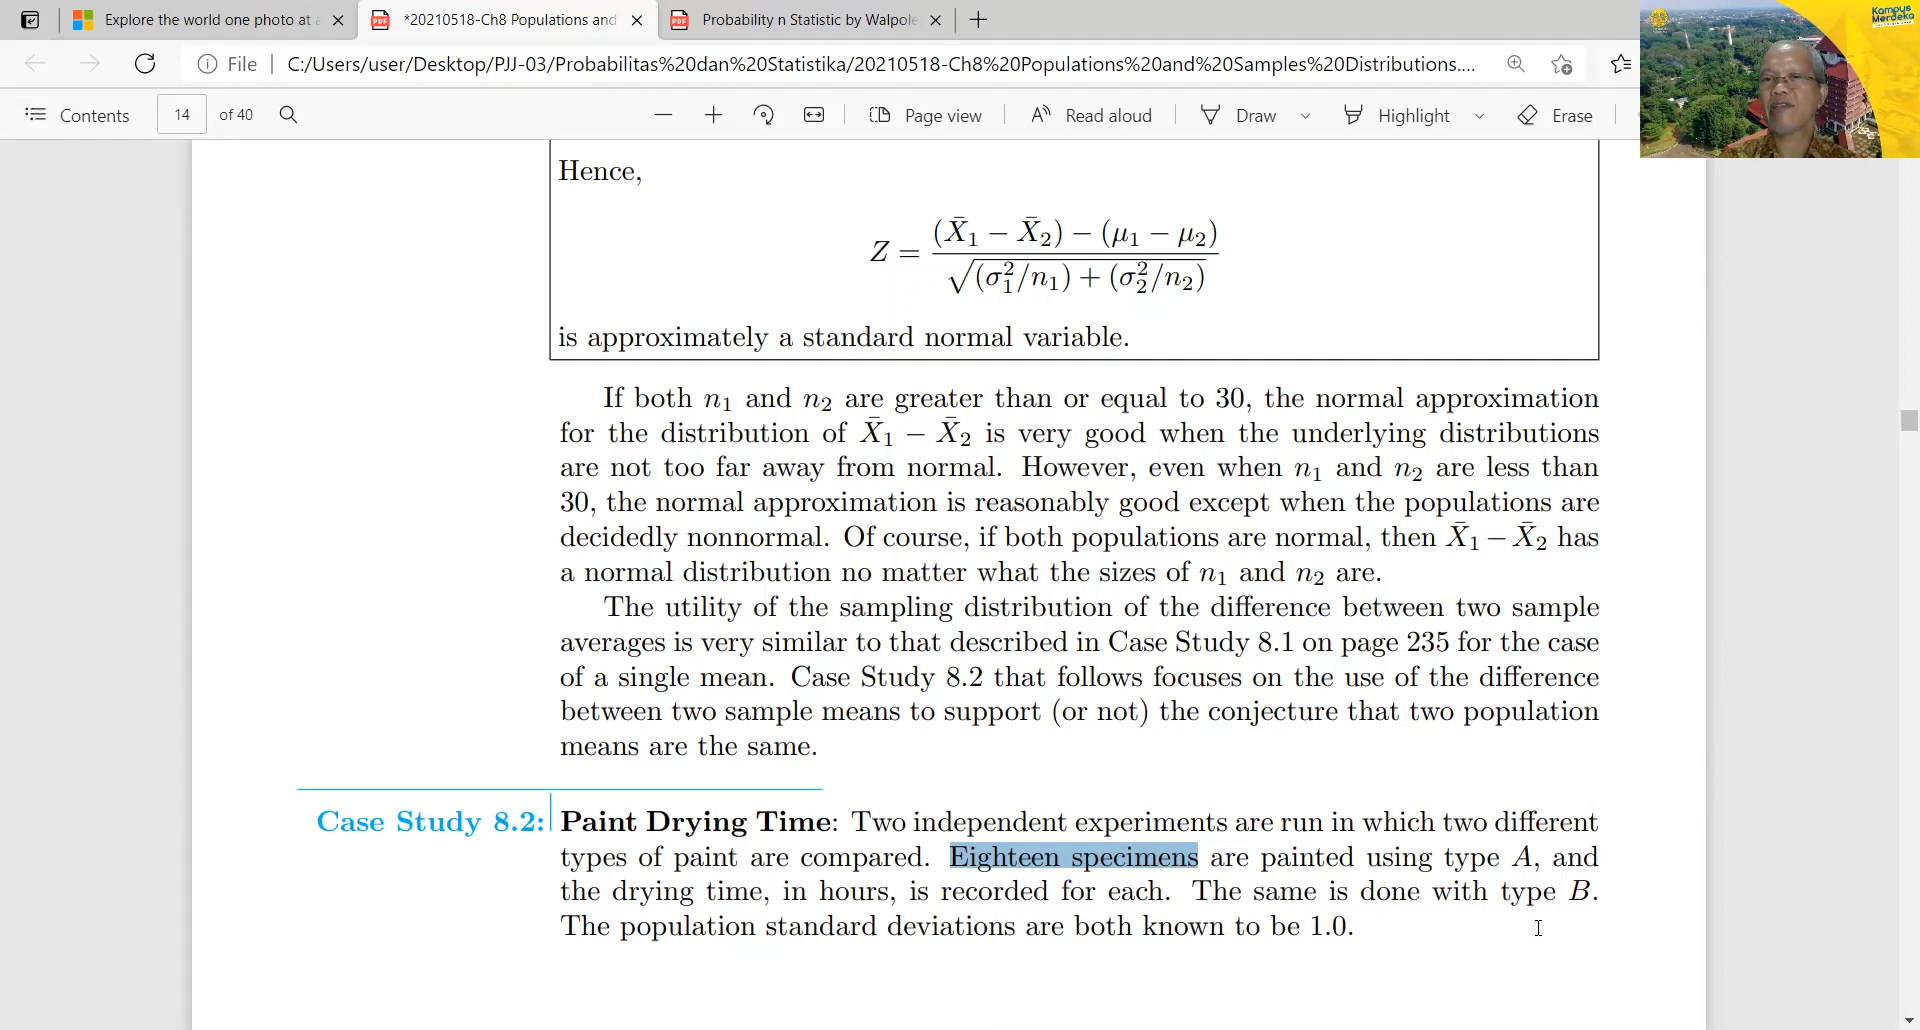 Explore the world one photo at a
*20210518-Ch8 Populations and
Probability n Statistic by Walpole
File
C:/Users/user/Desktop/PJJ-03/Probabilitas%20dan%20Statistika/20210518-Ch8%20Populations%20and%20Samples%20Distributions....
Contents
14
of 40
Page view
Read aloud
Draw
Highlight
Erase
Kampus
Merdeka
Hence,
Z = (X̄₁ − X̄₂) − (μ₁ − μ₂) / √(σ₁²/n₁) + (σ₂²/n₂)
is approximately a standard normal variable.
If both n₁ and n₂ are greater than or equal to 30, the normal approximation
for the distribution of X̄₁ − X̄₂ is very good when the underlying distributions
are not too far away from normal. However, even when n₁ and n₂ are less than
30, the normal approximation is reasonably good except when the populations are
decidedly nonnormal. Of course, if both populations are normal, then X̄₁ − X̄₂ has
a normal distribution no matter what the sizes of n₁ and n₂ are.
The utility of the sampling distribution of the difference between two sample
averages is very similar to that described in Case Study 8.1 on page 235 for the case
of a single mean. Case Study 8.2 that follows focuses on the use of the difference
between two sample means to support (or not) the conjecture that two population
means are the same.
Case Study 8.2: Paint Drying Time: Two independent experiments are run in which two different
types of paint are compared. Eighteen specimens are painted using type A, and
the drying time, in hours, is recorded for each. The same is done with type B.
The population standard deviations are both known to be 1.0.